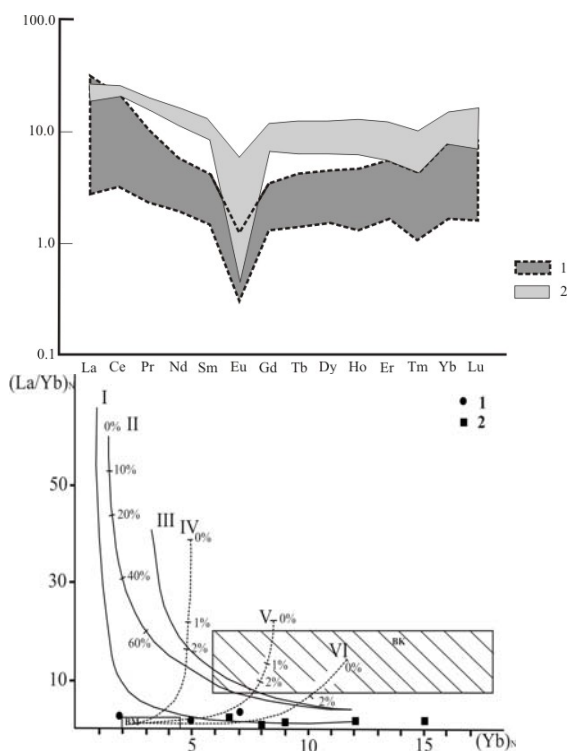 100.0
10.0
1.0
0.1
La Ce Pr Nd Sm Eu Gd Tb Dy Ho Er Tm Yb Lu
1
2
(La/Yb)N
I
0% II
10%
20%
III
IV
0%
40%
60%
1%
2%
V
0%
1%
2%
VI
0%
2%
BK
BM
1
2
50
30
10
5 10 15 (Yb)N